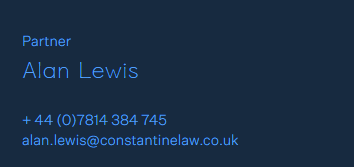 Partner
Alan Lewis
+ 44 (0)7814 384 745
alan.lewis@constantinelaw.co.uk